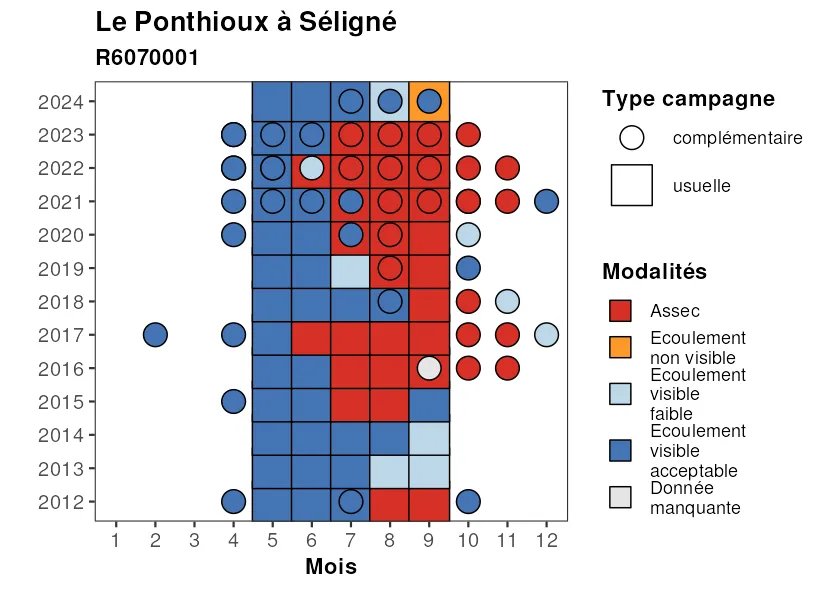 Le Ponthioux à Séligné
R6070001
2024
2023
2022
2021
2020
2019
2018
2017
2016
2015
2014
2013
2012
1 2 3 4 5 6 7 8 9 10 11 12
Mois
Type campagne
complémentaire
usuelle
Modalités
Assec
Ecoulement
non visible
Ecoulement
visible
faible
Ecoulement
visible
acceptable
Donnée
manquante